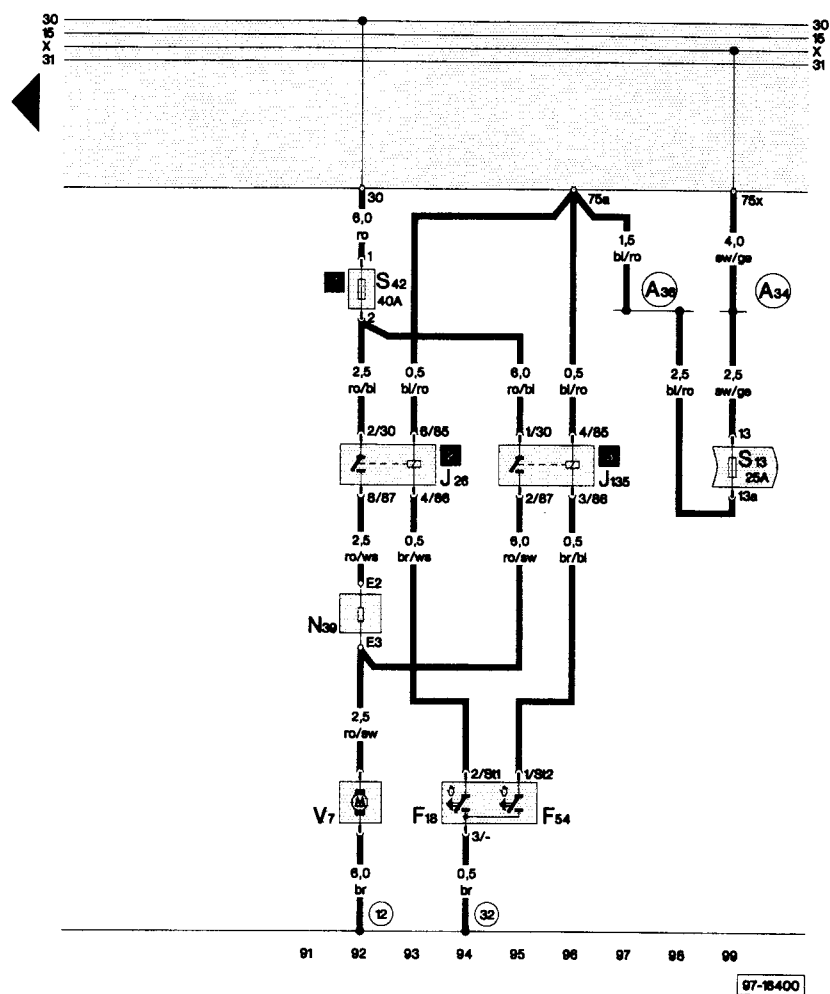 30 30
15 15
X X
31 31
30 75a 75x
6,0 1,5 4,0
ro bl/ro sw/ge
1
S42 A36 A34
40A
2
2,5 0,5 6,0 0,5 2,5 2,5
ro/bl bl/ro ro/bl bl/ro bl/ro sw/ge
2/30 6/85 1/30 4/85 13
S13
J26 J135 25A
8/87 4/86 2/87 3/86 13a
2,5 0,5 6,0 0,5
ro/ws br/ws ro/sw br/bl
E2
N39
E3
2,5
ro/sw
2/St1 1/St2
V7 M F18 F54
3/-
6,0 0,5
br br
12 32
91 92 93 94 95 96 97 98 99
97-16400